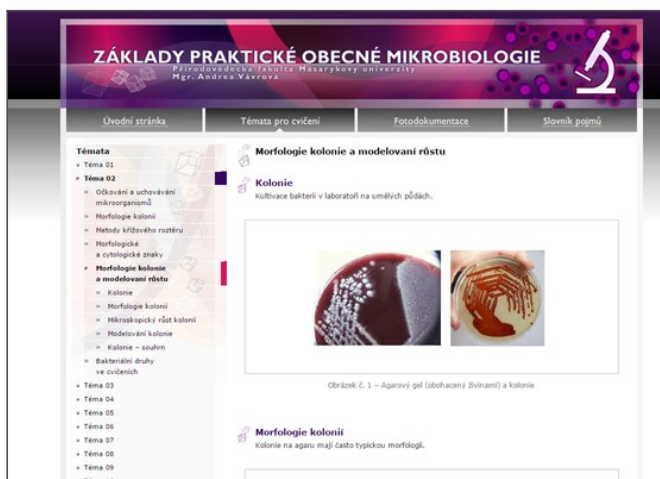 ZÁKLADY PRAKTICKÉ OBECNÉ MIKROBIOLOGIE
Přírodovědecká fakulta Masarykovy univerzity
Mgr. Andrea Vávrová
Úvodní stránka
Témata pro cvičení
Fotodokumentace
Slovník pojmů
Témata
Téma 01
Téma 02
Očkování a uchovávání
mikroorganismů
Morfologie kolonií
Metody křížového roztěru
Morfologické
a cytologické znaky
Morfologie kolonie
a modelovaní růstu
Kolonie
Morfologie kolonií
Mikroskopický růst kolonií
Modelování kolonie
Kolonie – souhrn
Bakteriální druhy
ve cvičeních
Téma 03
Téma 04
Téma 05
Téma 06
Téma 07
Téma 08
Téma 09
Morfologie kolonie a modelovaní růstu
Kolonie
Kultivace bakterií v laboratoři na umělých půdách.
Obrázek č. 1 – Agarový gel (obohacený živinami) a kolonie
Morfologie kolonií
Kolonie na agaru mají často typickou morfologii.